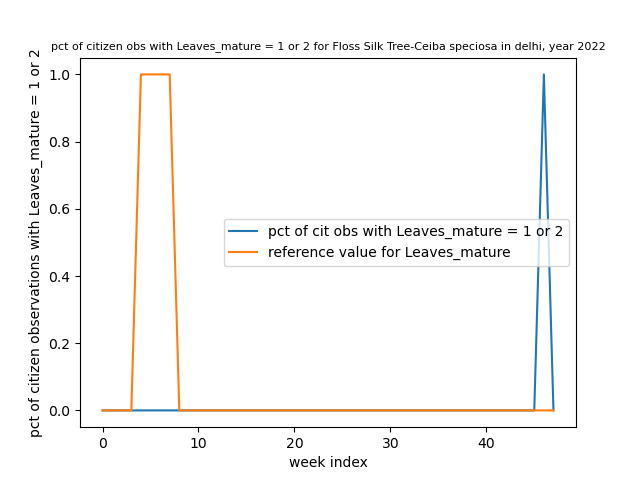 pct of citizen obs with Leaves_mature = 1 or 2 for Floss Silk Tree-Ceiba speciosa in delhi, year 2022
pct of citizen observations with Leaves_mature = 1 or 2
1.0
0.8
0.6
0.4
0.2
0.0
pct of cit obs with Leaves_mature = 1 or 2
reference value for Leaves_mature
0 10 20 30 40
week index